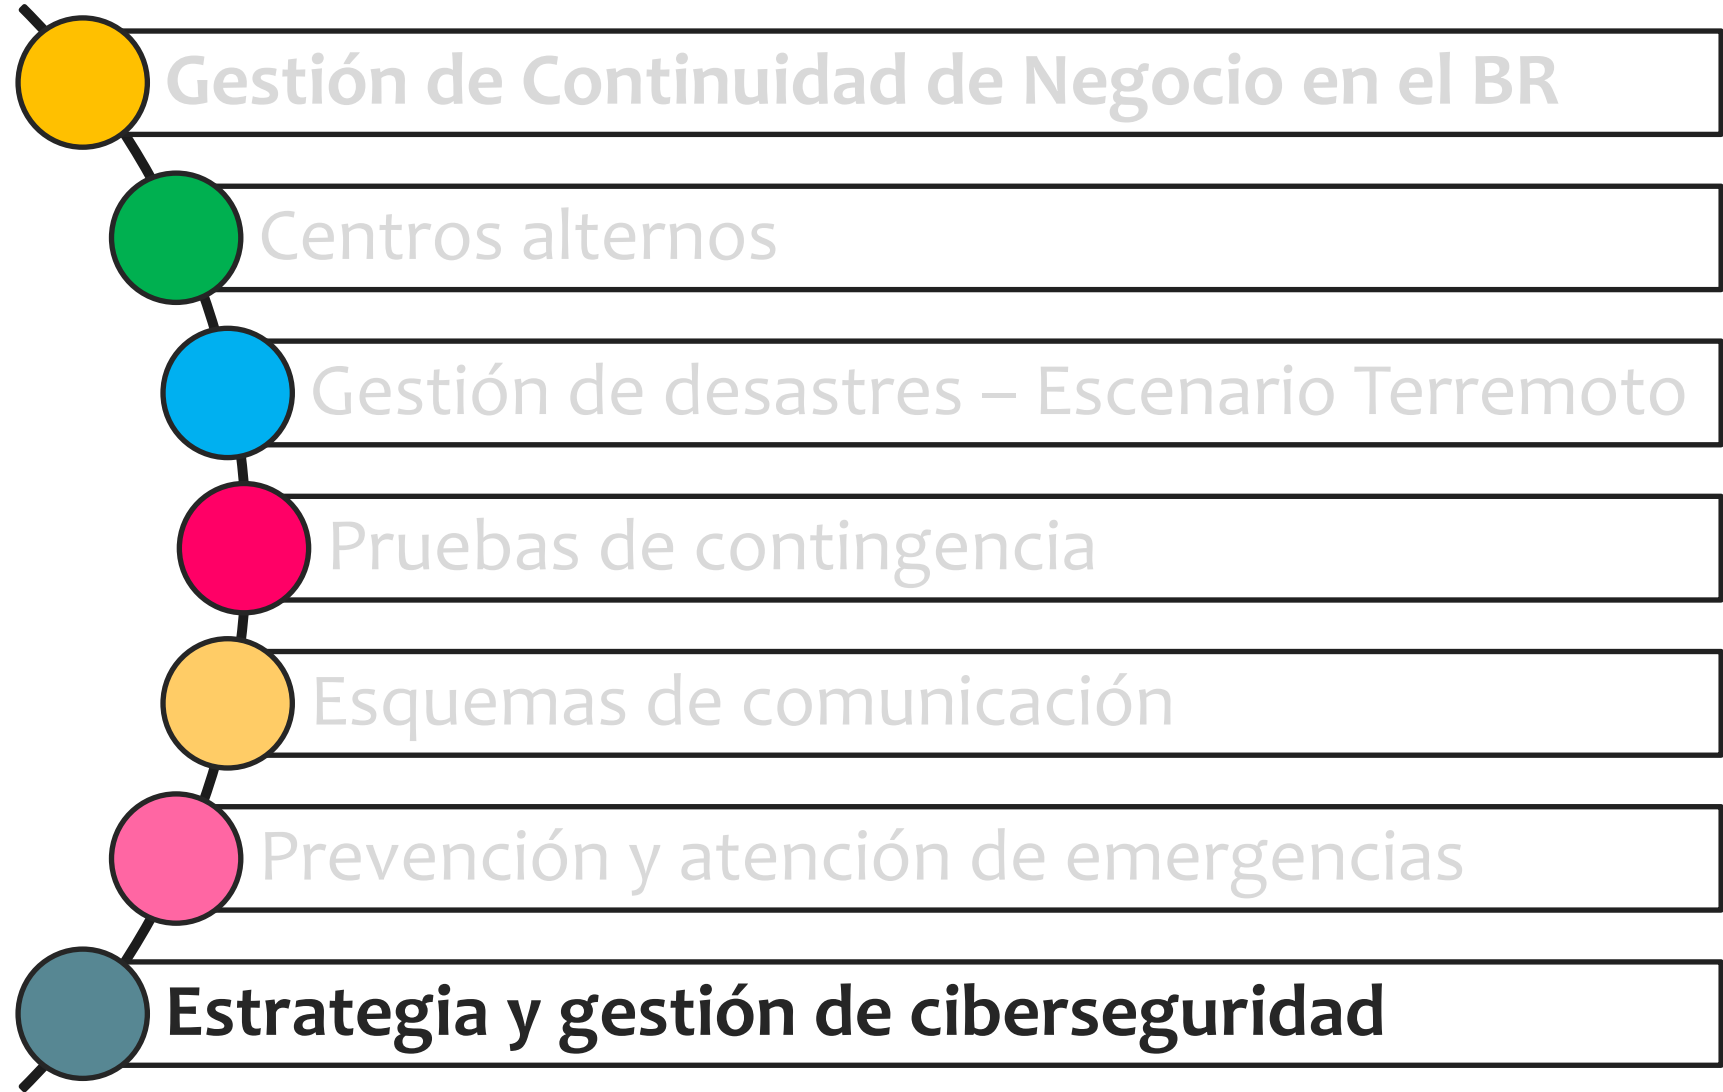 Gestión de Continuidad de Negocio en el BR
Centros alternos
Gestión de desastres – Escenario Terremoto
Pruebas de contingencia
Esquemas de comunicación
Prevención y atención de emergencias
Estrategia y gestión de ciberseguridad